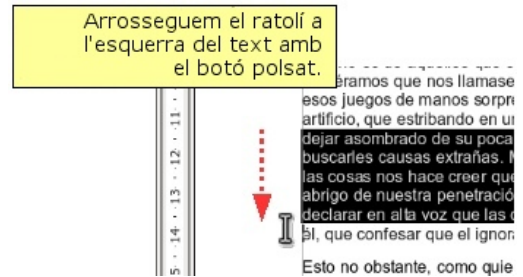 Arrosseguem el ratolí a
l'esquerra del text amb
el botó polsat.
éramos que nos llamase
esos juegos de manos sorpre
artificio, que estribando en un
dejar asombrado de su poca
buscarles causas extrañas.
las cosas nos hace creer que
abrigo de nuestra penetració
declarar en alta voz que las
él, que confesar que el ignora
Esto no obstante, como quie
11
12
13
14